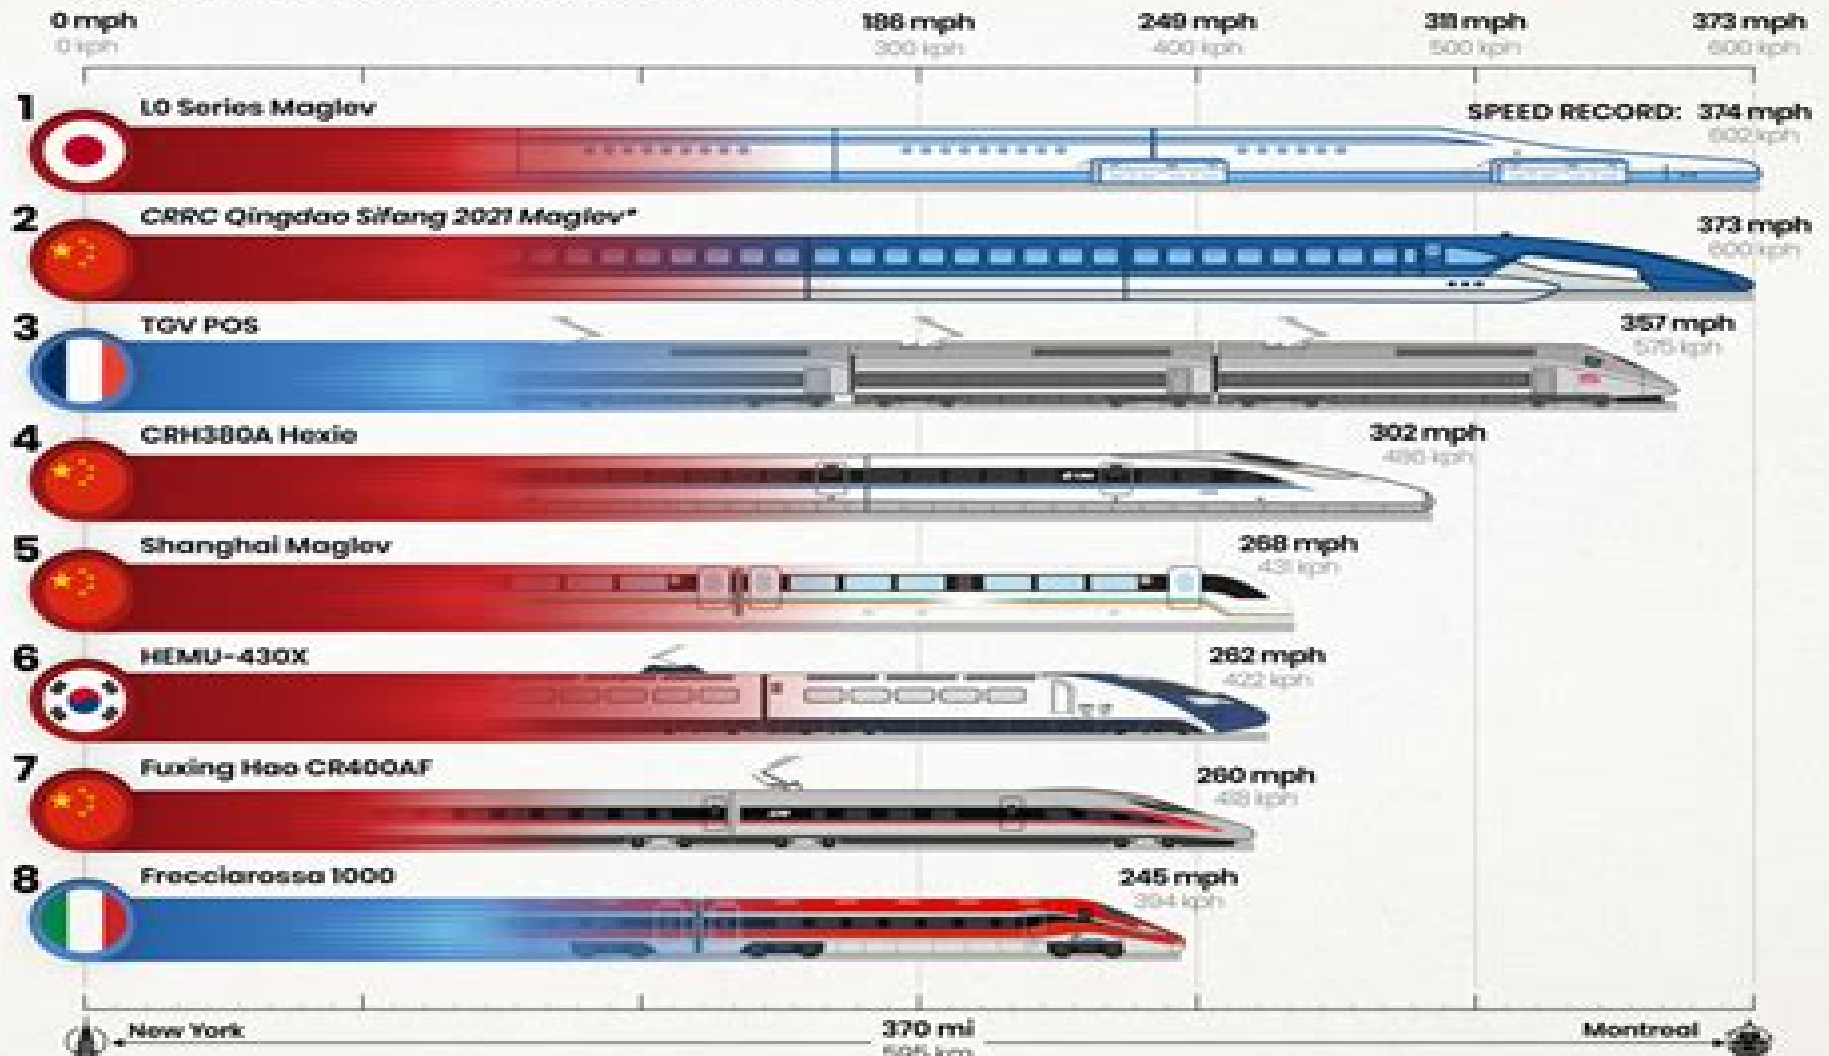 0 mph 186 mph 249 mph 311 mph 373 mph
0 kph 300 kph 400 kph 500 kph 600 kph
1 L0 Series Maglev SPEED RECORD: 374 mph
602 kph
2 CRRC Qingdao Sifang 2021 Maglev* 373 mph
600 kph
3 TGV POS 357 mph
575 kph
4 CRH380A Hexie 302 mph
486 kph
5 Shanghai Maglev 268 mph
431 kph
6 HEMU-430X 262 mph
422 kph
7 Fuxing Hao CR400AF 260 mph
418 kph
8 Frecciarossa 1000 245 mph
394 kph
New York 370 mi Montreal
595 km